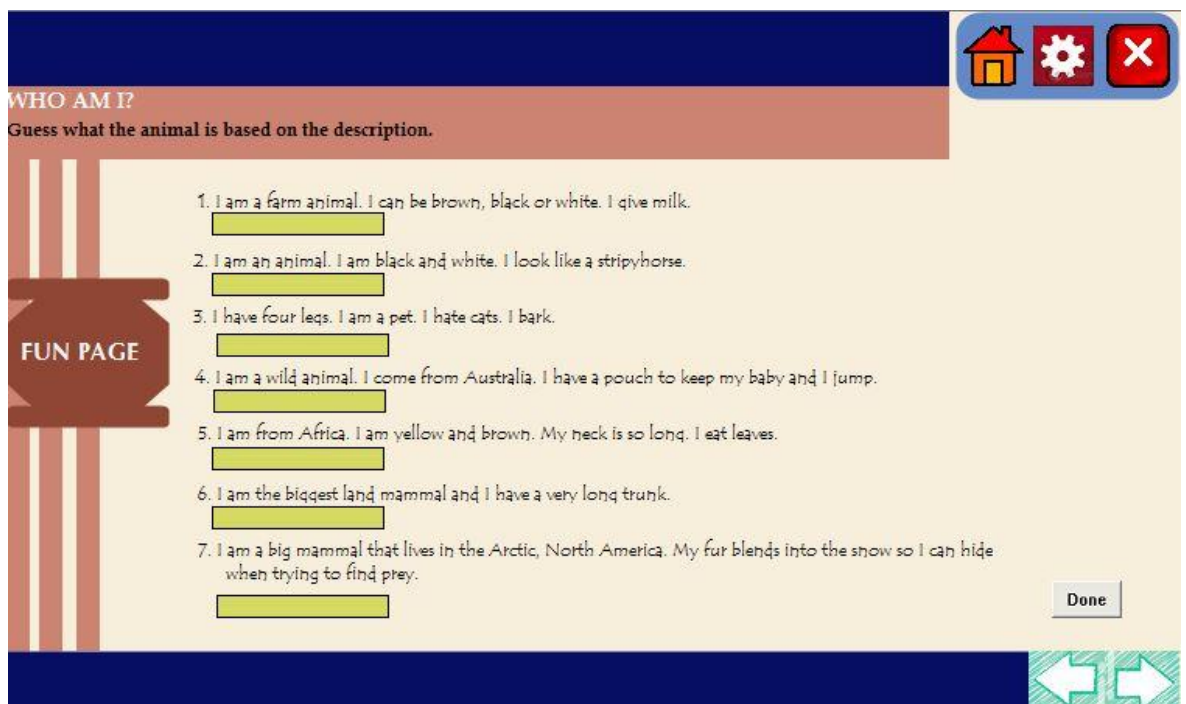 WHO AM I?
Guess what the animal is based on the description.
1. I am a farm animal. I can be brown, black or white. I give milk.
2. I am an animal. I am black and white. I look like a stripyhorse.
3. I have four legs. I am a pet. I hate cats. I bark.
FUN PAGE
4. I am a wild animal. I come from Australia. I have a pouch to keep my baby and I jump.
5. I am from Africa. I am yellow and brown. My neck is so long. I eat leaves.
6. I am the biggest land mammal and I have a very long trunk.
7. I am a big mammal that lives in the Arctic, North America. My fur blends into the snow so I can hide
when trying to find prey.
Done